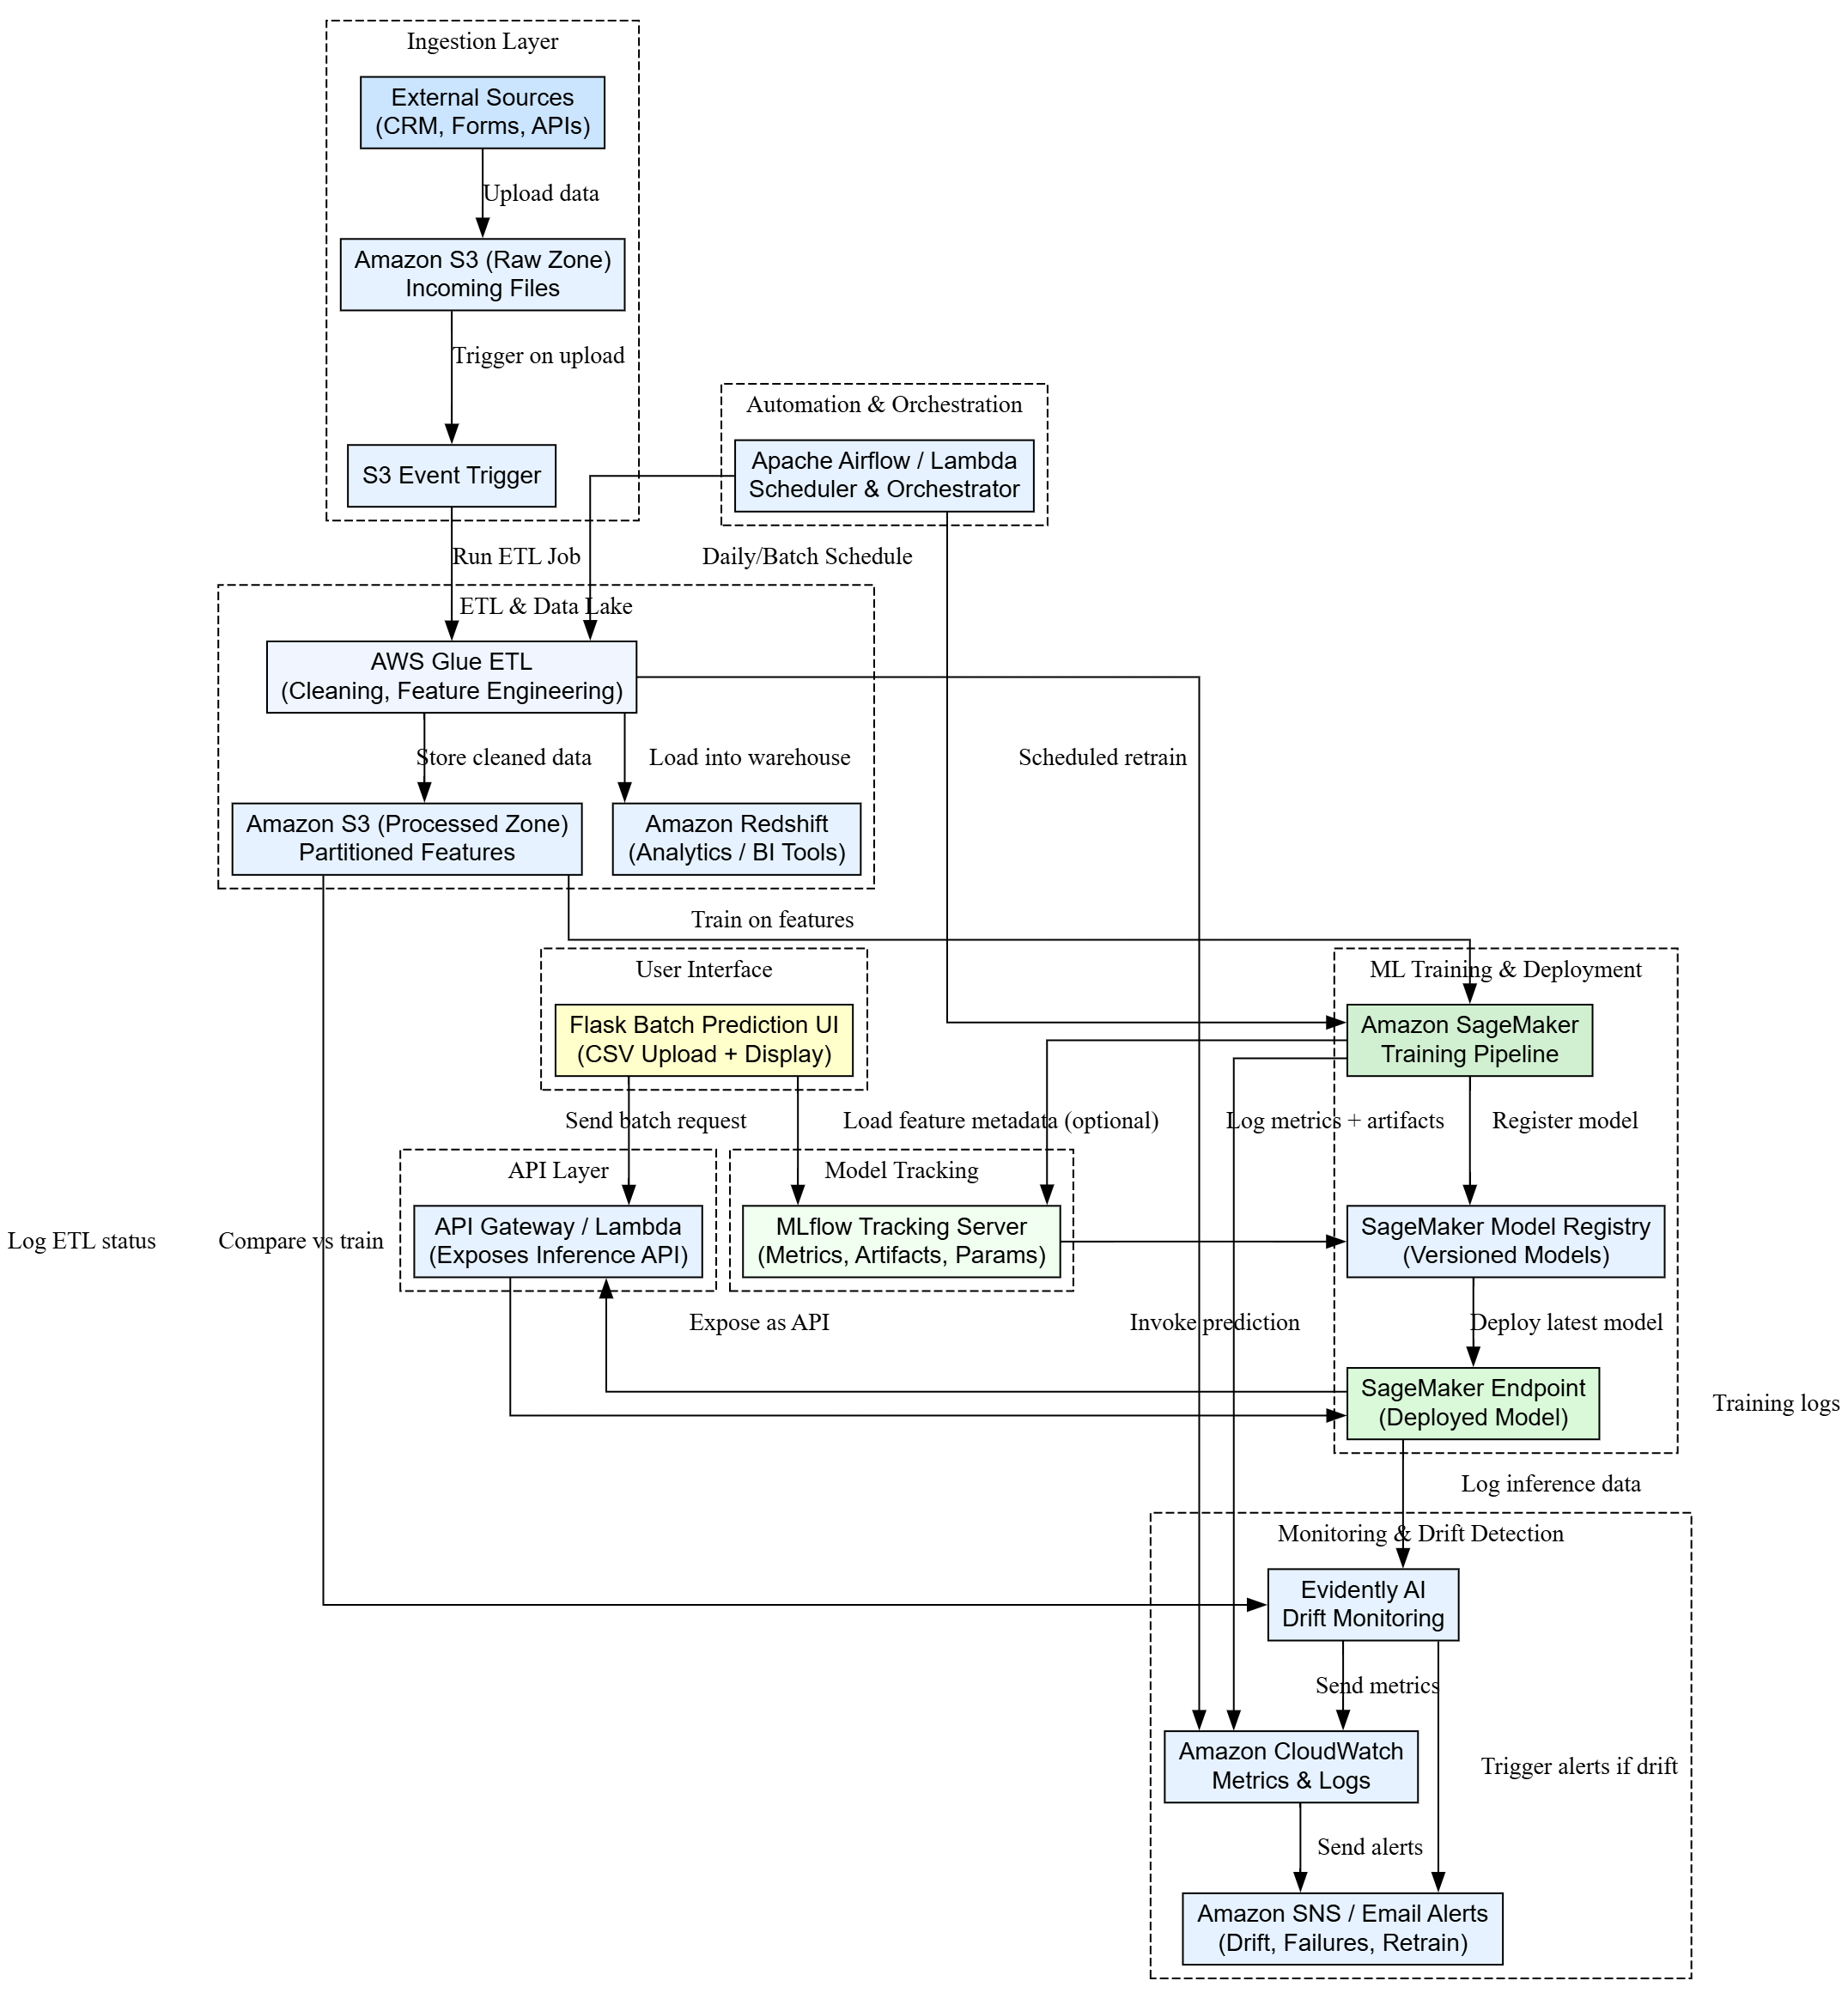 Ingestion Layer
External Sources
(CRM, Forms, APIs)
Upload data
Amazon S3 (Raw Zone)
Incoming Files
Trigger on upload
Automation & Orchestration
Apache Airflow / Lambda
Scheduler & Orchestrator
S3 Event Trigger
Run ETL Job
Daily/Batch Schedule
ETL & Data Lake
AWS Glue ETL
(Cleaning, Feature Engineering)
Store cleaned data
Load into warehouse
Scheduled retrain
Amazon S3 (Processed Zone)
Partitioned Features
Amazon Redshift
(Analytics / BI Tools)
Train on features
User Interface
ML Training & Deployment
Flask Batch Prediction UI
(CSV Upload + Display)
Amazon SageMaker
Training Pipeline
Send batch request
Load feature metadata (optional)
Log metrics + artifacts
Register model
API Layer
Model Tracking
Log ETL status
Compare vs train
API Gateway / Lambda
(Exposes Inference API)
MLflow Tracking Server
(Metrics, Artifacts, Params)
SageMaker Model Registry
(Versioned Models)
Expose as API
Invoke prediction
Deploy latest model
SageMaker Endpoint
(Deployed Model)
Training logs
Log inference data
Monitoring & Drift Detection
Evidently AI
Drift Monitoring
Send metrics
Amazon CloudWatch
Metrics & Logs
Trigger alerts if drift
Send alerts
Amazon SNS / Email Alerts
(Drift, Failures, Retrain)